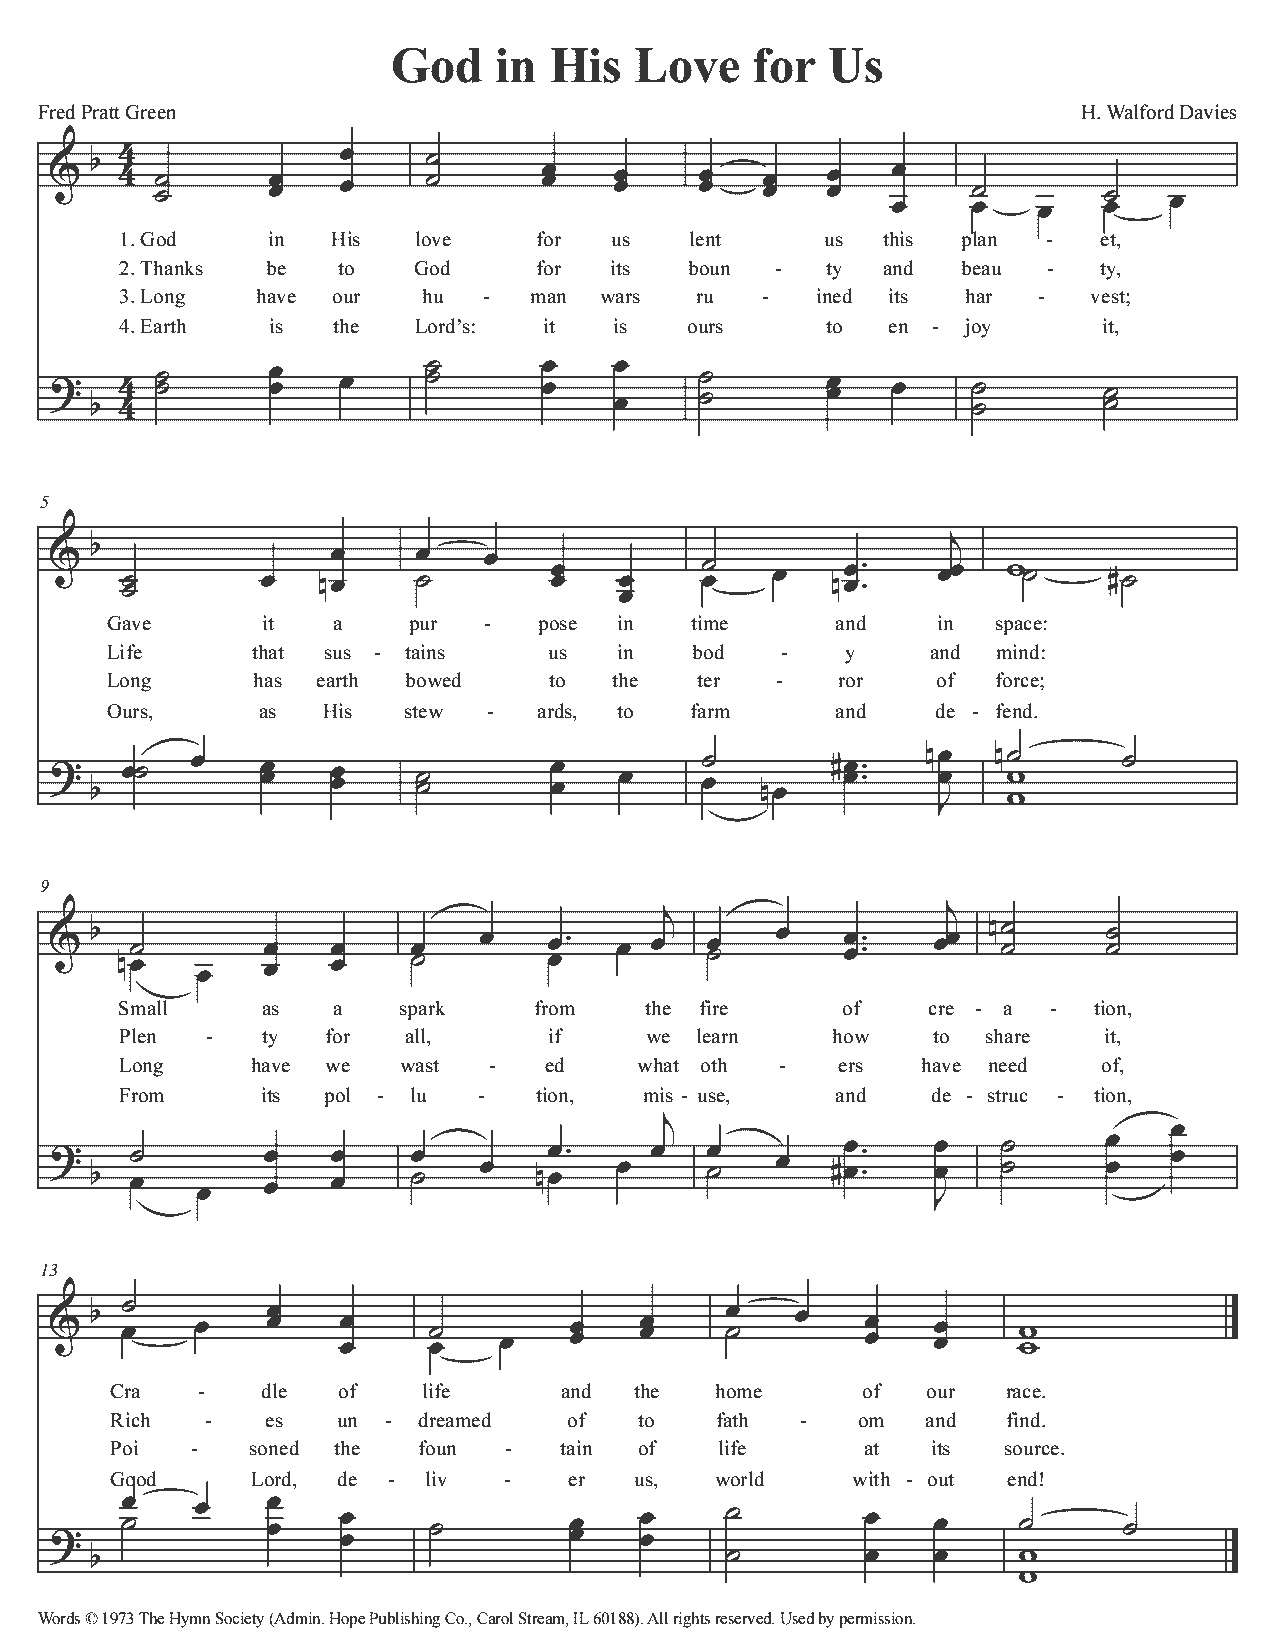 God in His Love for Us
Fred Pratt Green H. Walford Davies
1. God in His love for us lent us this plan - et,
2. Thanks be to God for its boun - ty and beau - ty,
3. Long have our hu - man wars ru - ined its har - vest;
4. Earth is the Lord's: it is ours to en - joy it,
5
Gave it a pur - pose in time and in space:
Life that sus - tains us in bod - y and mind:
Long has earth bowed to the ter - ror of force;
Ours, as His stew - ards, to farm and de - fend.
9
Small as a spark from the fire of cre - a - tion,
Plen - ty for all, if we learn how to share it,
Long have we wast - ed what oth - ers have need of,
From its pol - lu - tion, mis - use, and de - struc - tion,
13
Cra - dle of life and the home of our race.
Rich - es un - dreamed of to fath - om and find.
Poi - soned the foun - tain of life at its source.
Good Lord, de - liv - er us, world with - out end!
Words © 1973 The Hymn Society (Admin. Hope Publishing Co., Carol Stream, IL 60188). All rights reserved. Used by permission.